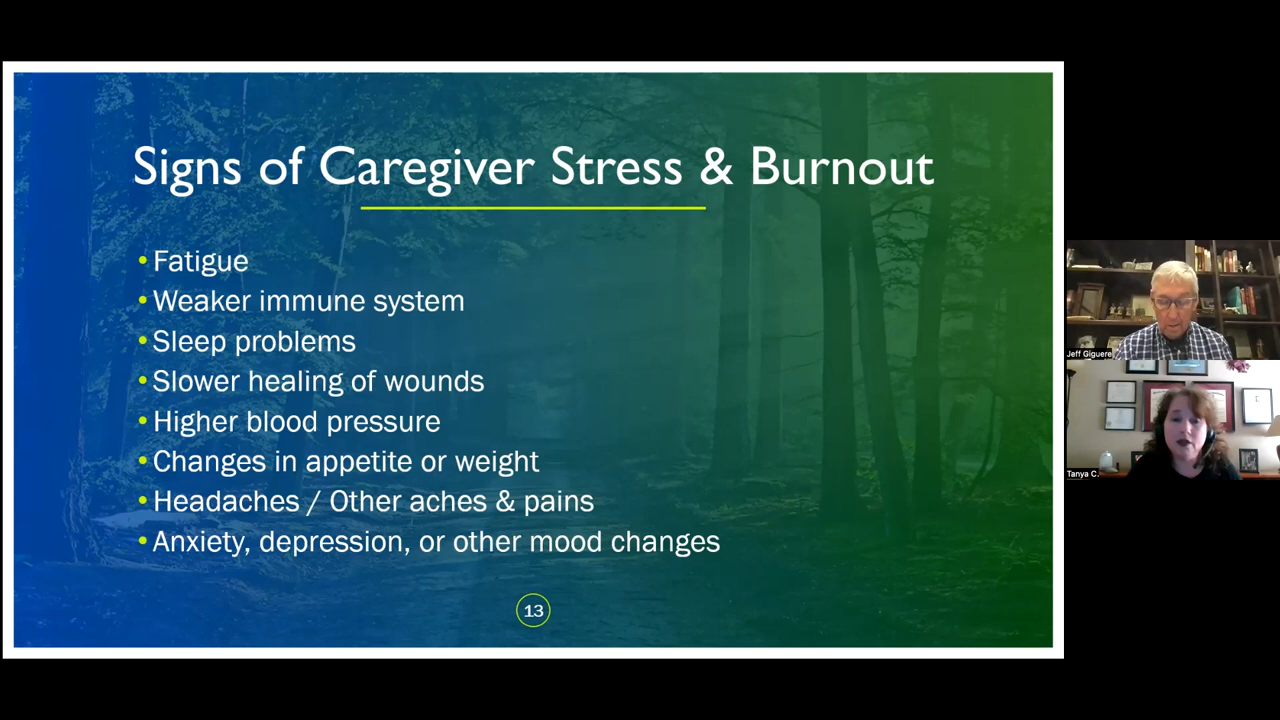 Signs of Caregiver Stress & Burnout
•Fatigue
•Weaker immune system
•Sleep problems
•Slower healing of wounds
•Higher blood pressure
•Changes in appetite or weight
•Headaches / Other aches & pains
•Anxiety, depression, or other mood changes
13
Jeff Giguere
Tanya C.